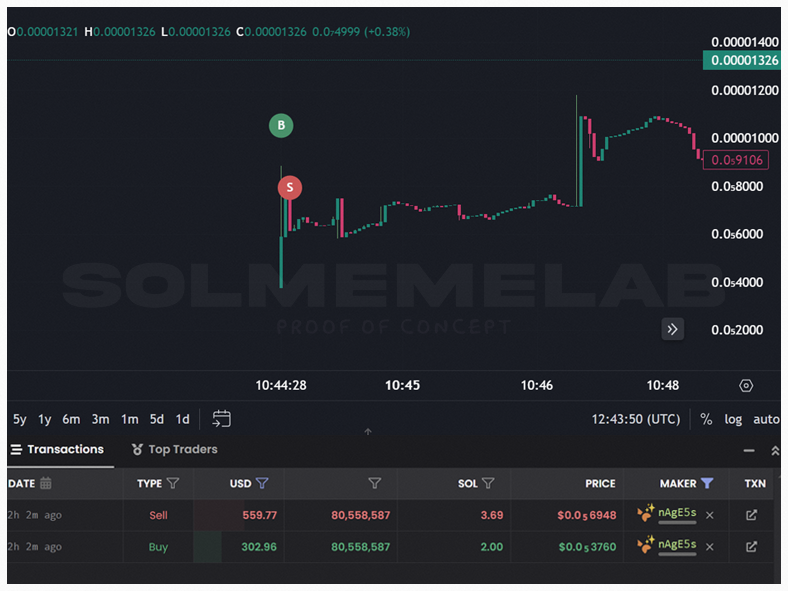 O0.00001321 H0.00001326 L0.00001326 C0.00001326 0.0₇4999 (+0.38%)
0.00001400
0.00001326
0.00001200
B
0.00001000
0.0₅9106
S
0.0₅8000
0.0₅6000
SOLMEMELAB
0.0₅4000
PROOF OF CONCEPT
0.0₅2000
10:44:28 10:45 10:46 10:48
5y 1y 6m 3m 1m 5d 1d 12:43:50 (UTC) % log auto
Transactions Top Traders
DATE TYPE USD SOL PRICE MAKER TXN
2h 2m ago Sell 559.77 80,558,587 3.69 $0.0₅6948 nAgE5s
2h 2m ago Buy 302.96 80,558,587 2.00 $0.0₅3760 nAgE5s